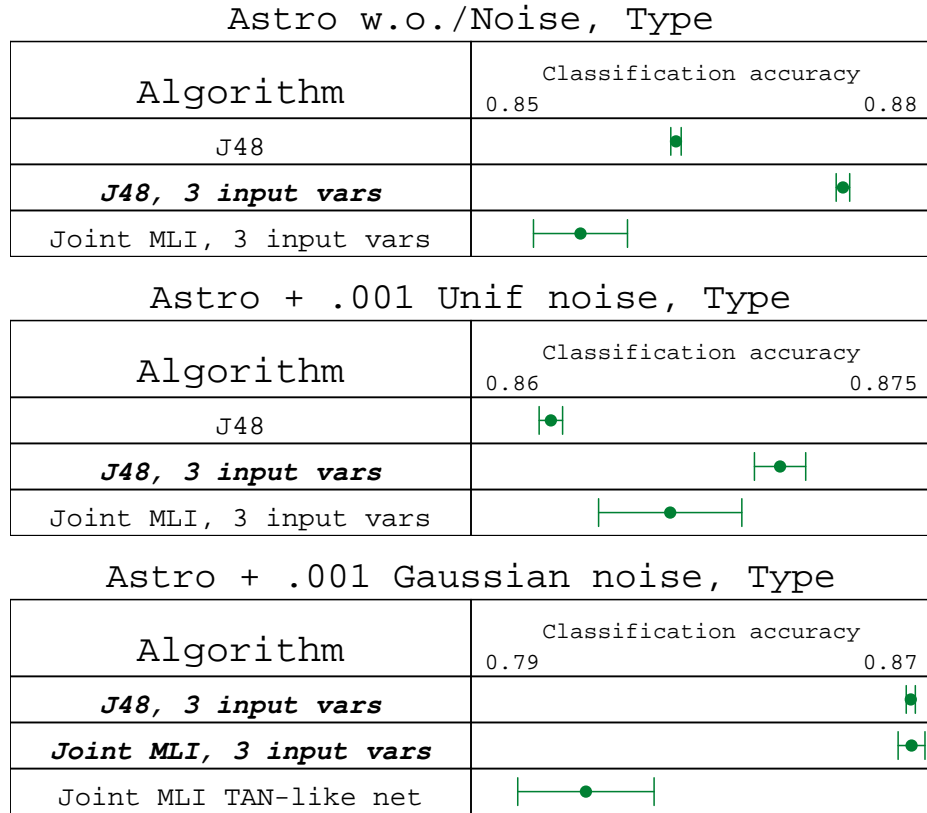 Astro w.o./Noise, Type
Algorithm
Classification accuracy
0.85 0.88
J48
J48, 3 input vars
Joint MLI, 3 input vars
Astro + .001 Unif noise, Type
Algorithm
Classification accuracy
0.86 0.875
J48
J48, 3 input vars
Joint MLI, 3 input vars
Astro + .001 Gaussian noise, Type
Algorithm
Classification accuracy
0.79 0.87
J48, 3 input vars
Joint MLI, 3 input vars
Joint MLI TAN-like net